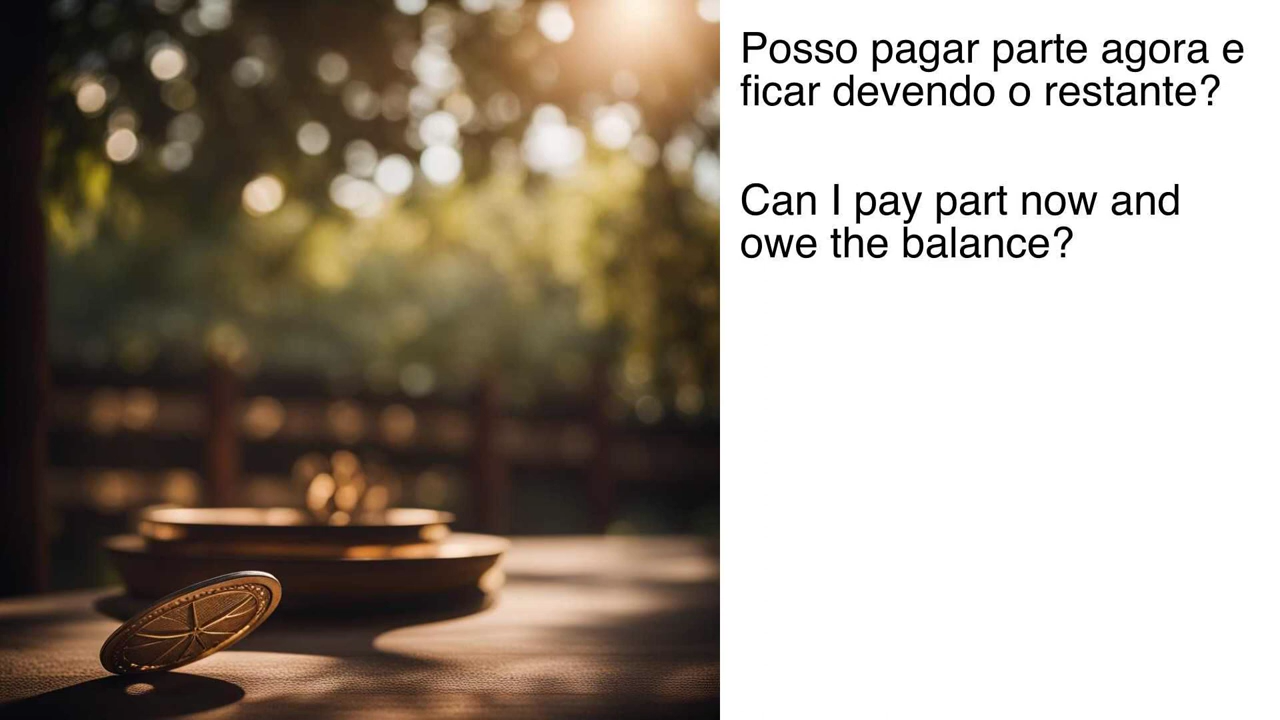 Posso pagar parte agora e
ficar devendo o restante?
Can I pay part now and
owe the balance?